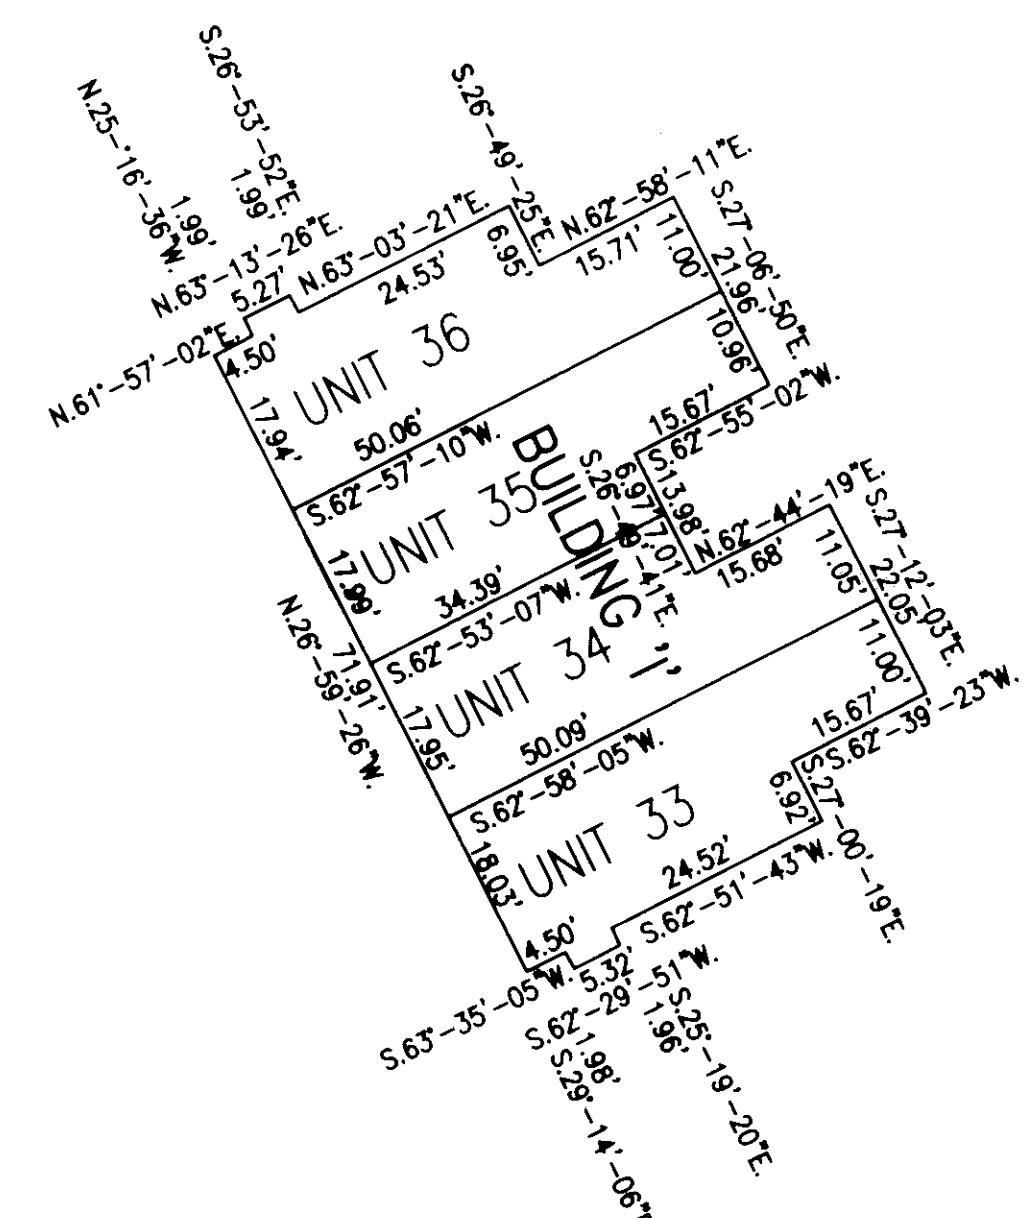 S.26°-53'-52"E.
1.99'
N.25-°16'-36"W.
1.99'
S.26°-49'-25"E.
6.95'
N.62°-58'-11"E.
15.71'
S.27°-06'-50"E.
21.96'
11.00'
10.96'
N.63°-13'-26"E.
5.27'
N.63°-03'-21"E.
24.53'
N.61°-57'-02"E.
4.50'
17.94'
UNIT 36
50.06'
S.62°-57'-10"W.
15.67'
S.62°-55'-02"W.
BUILDING 'I'
UNIT 35
17.99'
6.97'
13.98'
7.01'
N.62°-44'-19"E.
15.68'
S.27°-12'-03"E.
22.05'
11.05'
11.00'
34.39'
S.62°-53'-07"W.
N.26°-59'-26"W.
71.91'
UNIT 34
17.95'
50.09'
S.62°-58'-05"W.
15.67'
S.62°-39'-23"W.
6.92'
S.27°-00'-19"E.
UNIT 33
18.03'
24.52'
S.62°-51'-43"W.
4.50'
S.63°-35'-05"W.
5.32'
S.62°-29'-51"W.
1.98'
S.29°-14'-06"
1.96'
S.25°-19'-20"E.